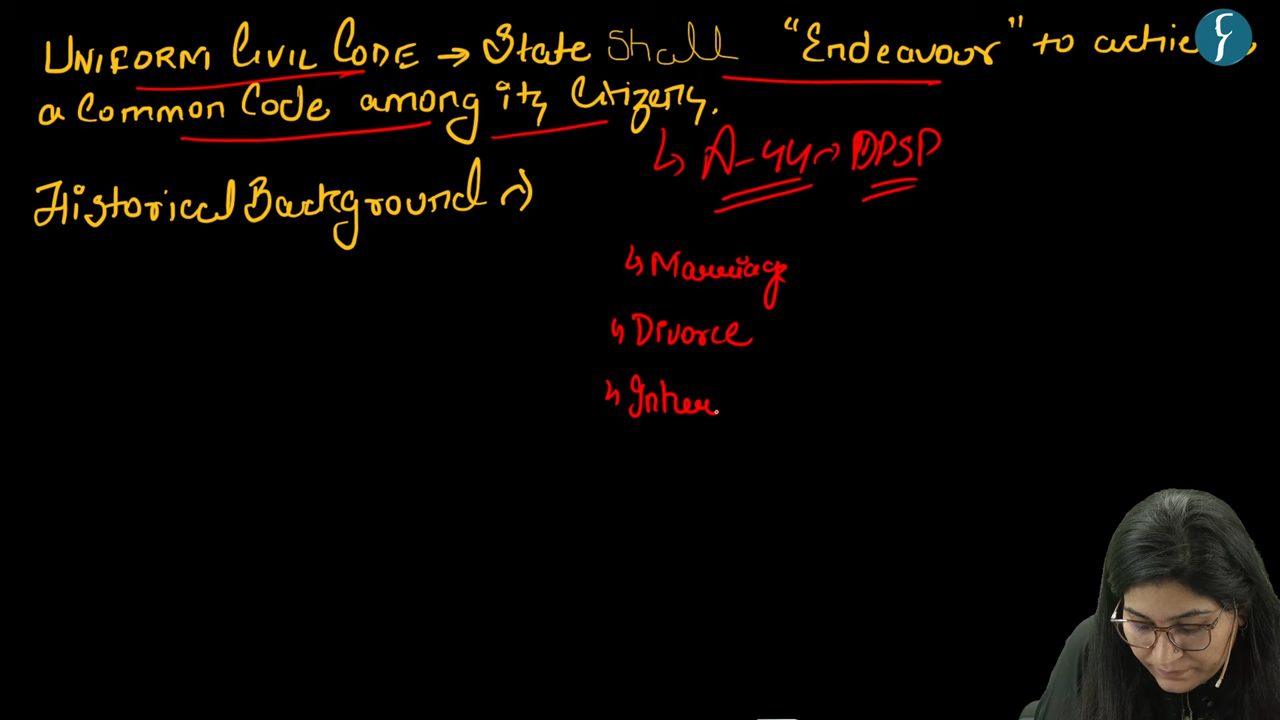 UNIFORM CIVIL CODE → State Shall "Endeavour" to achie
a Common Code among its Citizens.
↳ A-44 → DPSP
Historical Background →
↳ Marriage
↳ Divorce
↳ Inher